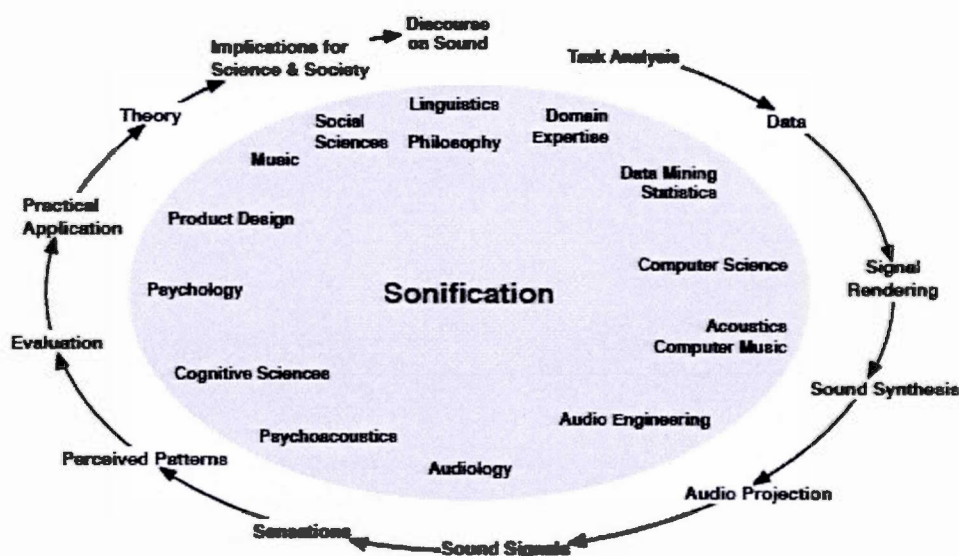 Discourse
on Sound
Implications for
Science & Society
Task Analysis
Theory
Data
Linguistics
Philosophy
Social
Sciences
Domain
Expertise
Music
Data Mining
Statistics
Practical
Application
Product Design
Computer Science
Signal
Rendering
Psychology
Sonification
Acoustics
Computer Music
Evaluation
Cognitive Sciences
Sound Synthesis
Audio Engineering
Psychoacoustics
Perceived Patterns
Audiology
Audio Projection
Sensations
Sound Signals